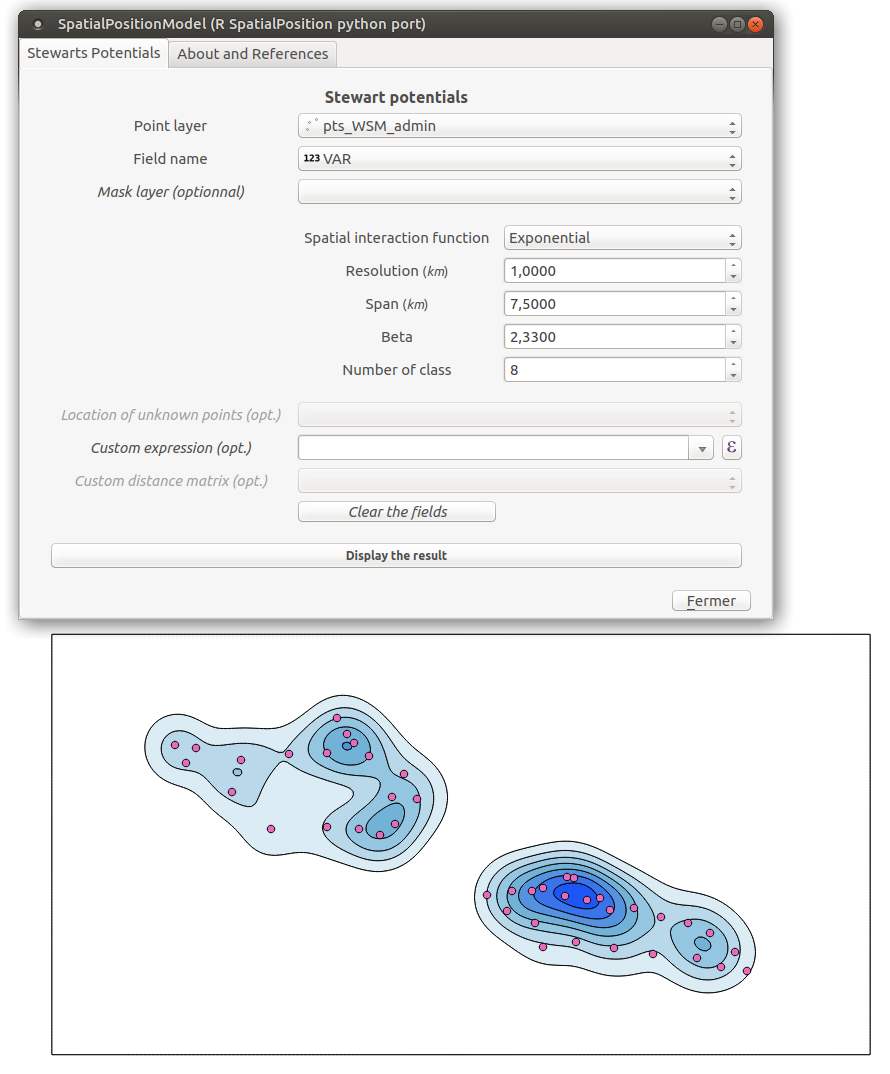 SpatialPositionModel (R SpatialPosition python port)
Stewarts Potentials About and References
Stewart potentials
Point layer pts_WSM_admin
Field name 123 VAR
Mask layer (optionnal)
Spatial interaction function Exponential
Resolution (km) 1,0000
Span (km) 7,5000
Beta 2,3300
Number of class 8
Location of unknown points (opt.)
Custom expression (opt.) ε
Custom distance matrix (opt.)
Clear the fields
Display the result
Fermer